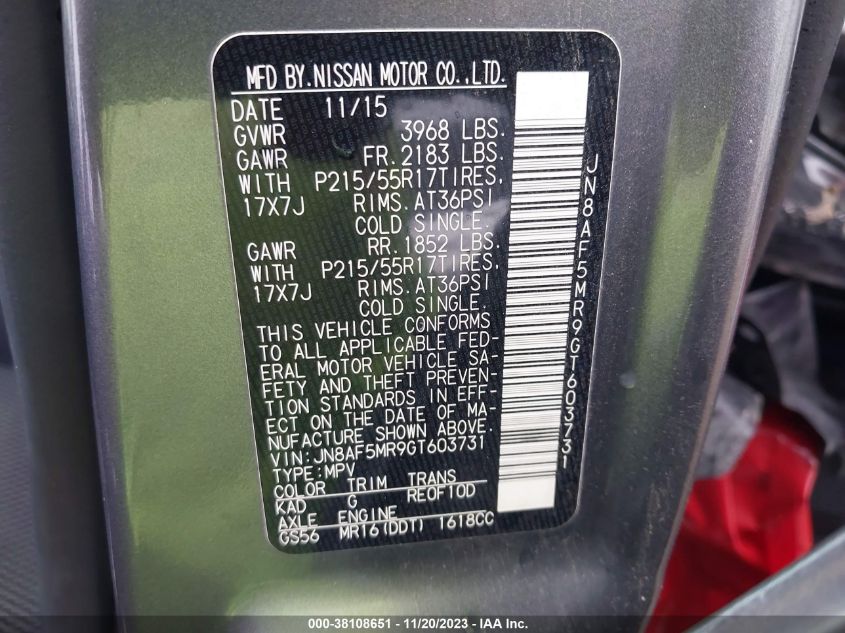 MFD BY.NISSAN MOTOR CO.,LTD.
DATE 11/15
GVWR 3968 LBS.
GAWR FR.2183 LBS.
WITH P215/55R17TIRES,
17X7J RIMS.AT36PSI
COLD SINGLE.
GAWR RR.1852 LBS.
WITH P215/55R17TIRES,
17X7J RIMS.AT36PSI
COLD SINGLE.
THIS VEHICLE CONFORMS
TO ALL APPLICABLE FED-
ERAL MOTOR VEHICLE SA-
FETY AND THEFT PREVEN-
TION STANDARDS IN EFF-
ECT ON THE DATE OF MA-
NUFACTURE SHOWN ABOVE.
VIN:JN8AF5MR9GT603731
TYPE:MPV
COLOR TRIM TRANS
KAD G RE0F10D
AXLE ENGINE
GS56 MR16(DDT) 1618CC
JN8AF5MR9GT603731
000-38108651 - 11/20/2023 - IAA Inc.